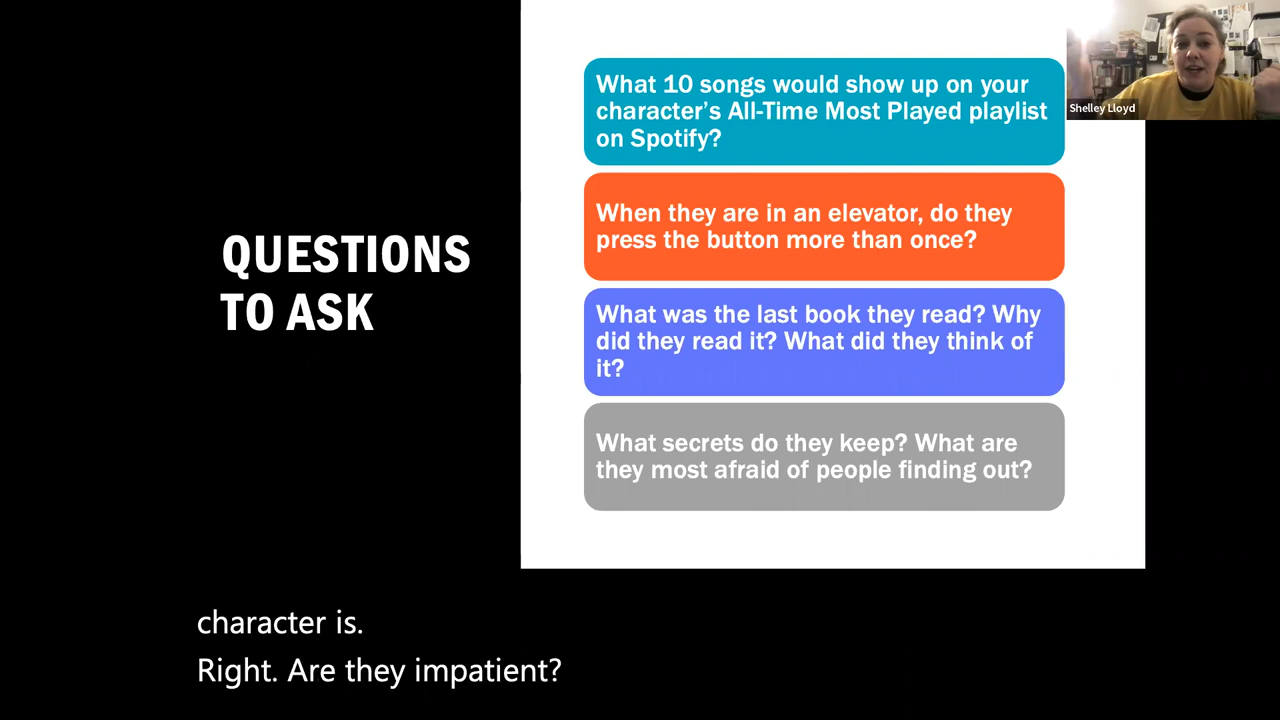 QUESTIONS
TO ASK
What 10 songs would show up on your
character’s All-Time Most Played playlist
on Spotify?
When they are in an elevator, do they
press the button more than once?
What was the last book they read? Why
did they read it? What did they think of
it?
What secrets do they keep? What are
they most afraid of people finding out?
Shelley Lloyd
character is.
Right. Are they impatient?